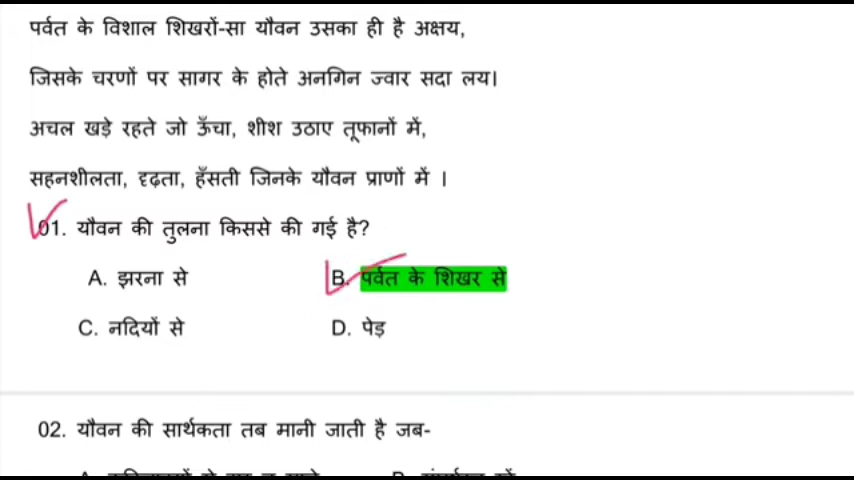 पर्वत के विशाल शिखरों-सा यौवन उसका ही है अक्षय,
जिसके चरणों पर सागर के होते अनगिन ज्वार सदा लय।
अचल खड़े रहते जो ऊँचा, शीश उठाए तूफानों में,
सहनशीलता, दृढ़ता, हँसती जिनके यौवन प्राणों में ।
01. यौवन की तुलना किससे की गई है?
A. झरना से B. पर्वत के शिखर से
C. नदियों से D. पेड़
02. यौवन की सार्थकता तब मानी जाती है जब-